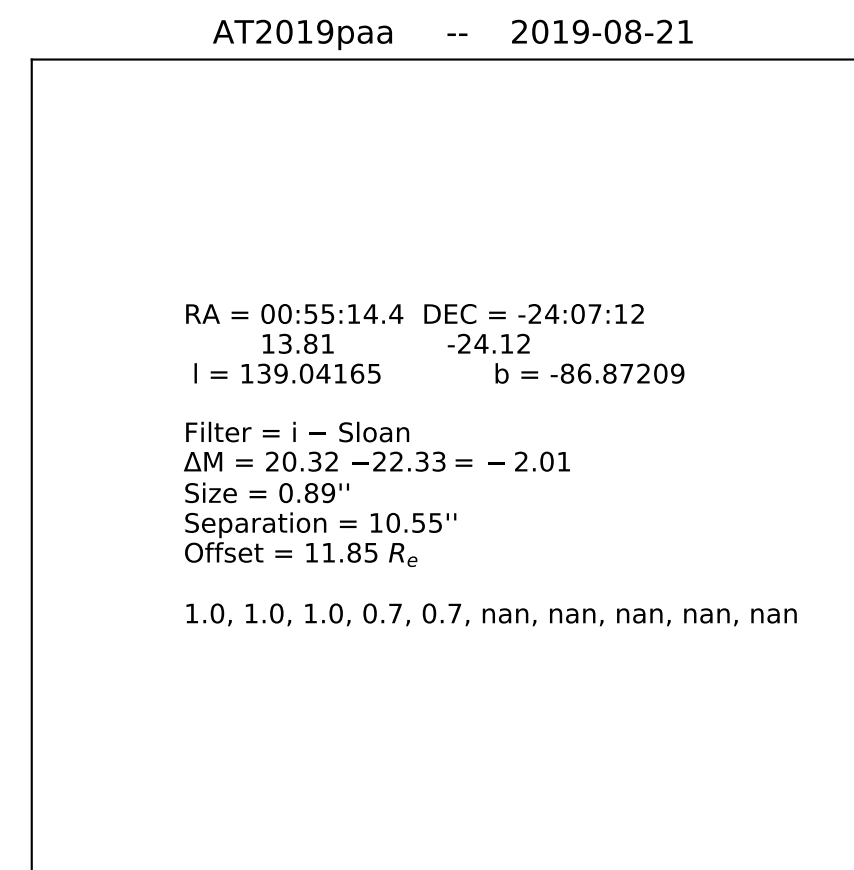 AT2019paa -- 2019-08-21
RA = 00:55:14.4 DEC = -24:07:12
13.81 -24.12
l = 139.04165 b = -86.87209
Filter = i − Sloan
ΔM = 20.32 −22.33 = − 2.01
Size = 0.89''
Separation = 10.55''
Offset = 11.85 Rₑ
1.0, 1.0, 1.0, 0.7, 0.7, nan, nan, nan, nan, nan